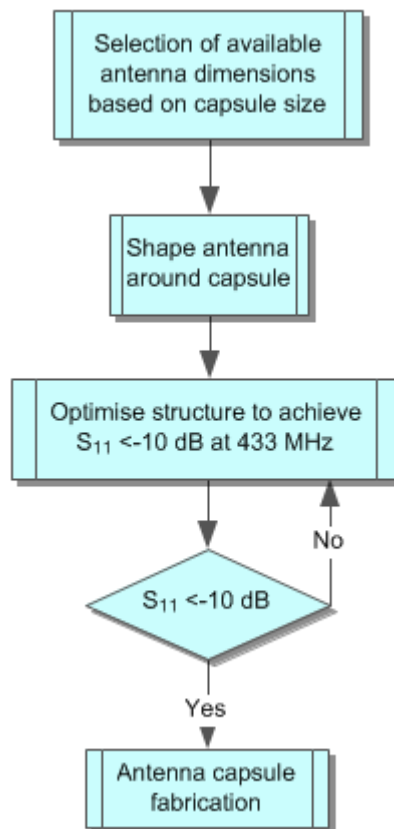 Selection of available
antenna dimensions
based on capsule size
Shape antenna
around capsule
Optimise structure to achieve
S₁₁ <-10 dB at 433 MHz
No
S₁₁ <-10 dB
Yes
Antenna capsule
fabrication